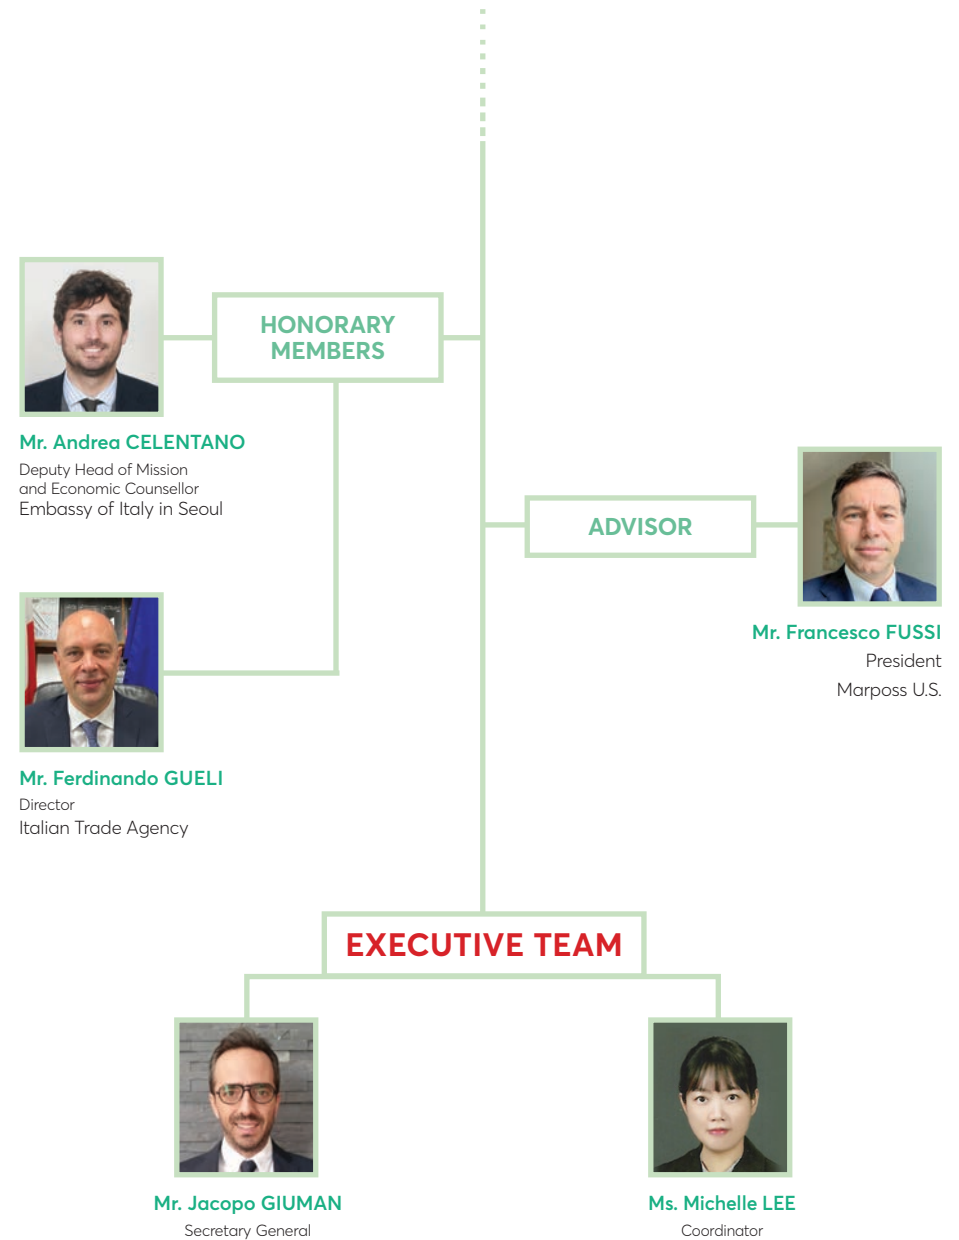 HONORARY
MEMBERS
Mr. Andrea CELENTANO
Deputy Head of Mission
and Economic Counsellor
Embassy of Italy in Seoul
ADVISOR
Mr. Francesco FUSSI
President
Marposs U.S.
Mr. Ferdinando GUELI
Director
Italian Trade Agency
EXECUTIVE TEAM
Mr. Jacopo GIUMAN
Secretary General
Ms. Michelle LEE
Coordinator